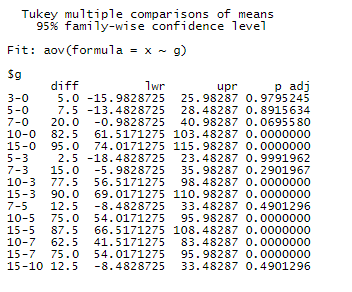 Tukey multiple comparisons of means
95% family-wise confidence level
Fit: aov(formula = x ~ g)
$g
diff lwr upr p adj
3-0 5.0 -15.9828725 25.98287 0.9795245
5-0 7.5 -13.4828725 28.48287 0.8915634
7-0 20.0 -0.9828725 40.98287 0.0695580
10-0 82.5 61.5171275 103.48287 0.0000000
15-0 95.0 74.0171275 115.98287 0.0000000
5-3 2.5 -18.4828725 23.48287 0.9991962
7-3 15.0 -5.9828725 35.98287 0.2901967
10-3 77.5 56.5171275 98.48287 0.0000000
15-3 90.0 69.0171275 110.98287 0.0000000
7-5 12.5 -8.4828725 33.48287 0.4901296
10-5 75.0 54.0171275 95.98287 0.0000000
15-5 87.5 66.5171275 108.48287 0.0000000
10-7 62.5 41.5171275 83.48287 0.0000000
15-7 75.0 54.0171275 95.98287 0.0000000
15-10 12.5 -8.4828725 33.48287 0.4901296